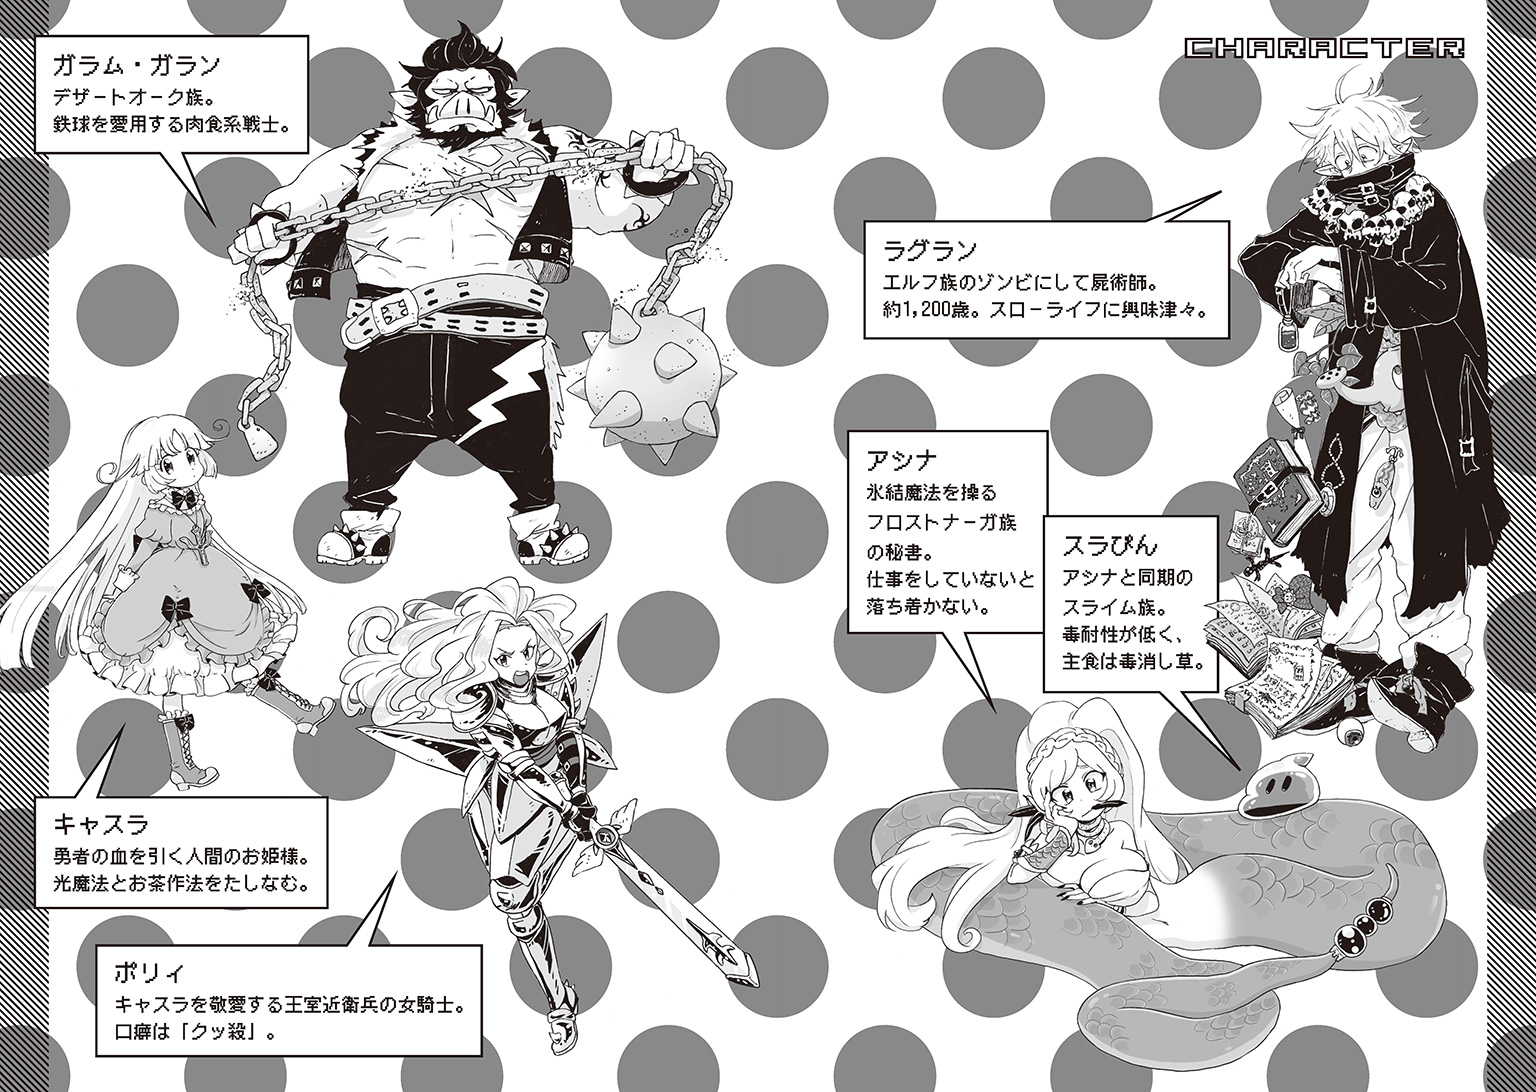 CHARACTER
ラグラン
エルフ族のゾンビにして屍術師。
約1,200歳。スローライフに興味津々。
アシナ
氷結魔法を操る
フロストナーガ族
の秘書。
仕事をしていないと
落ち着かない。
スラぴん
アシナと同期の
スライム族。
毒耐性が低く、
主食は毒消し草。
ガラム・ガラン
デザートオーク族。
鉄球を愛用する肉食系戦士。
キャスラ
勇者の血を引く人間のお姫様。
光魔法とお茶作法をたしなむ。
ポリィ
キャスラを敬愛する王室近衛兵の女騎士。
口癖は「クッ殺」。